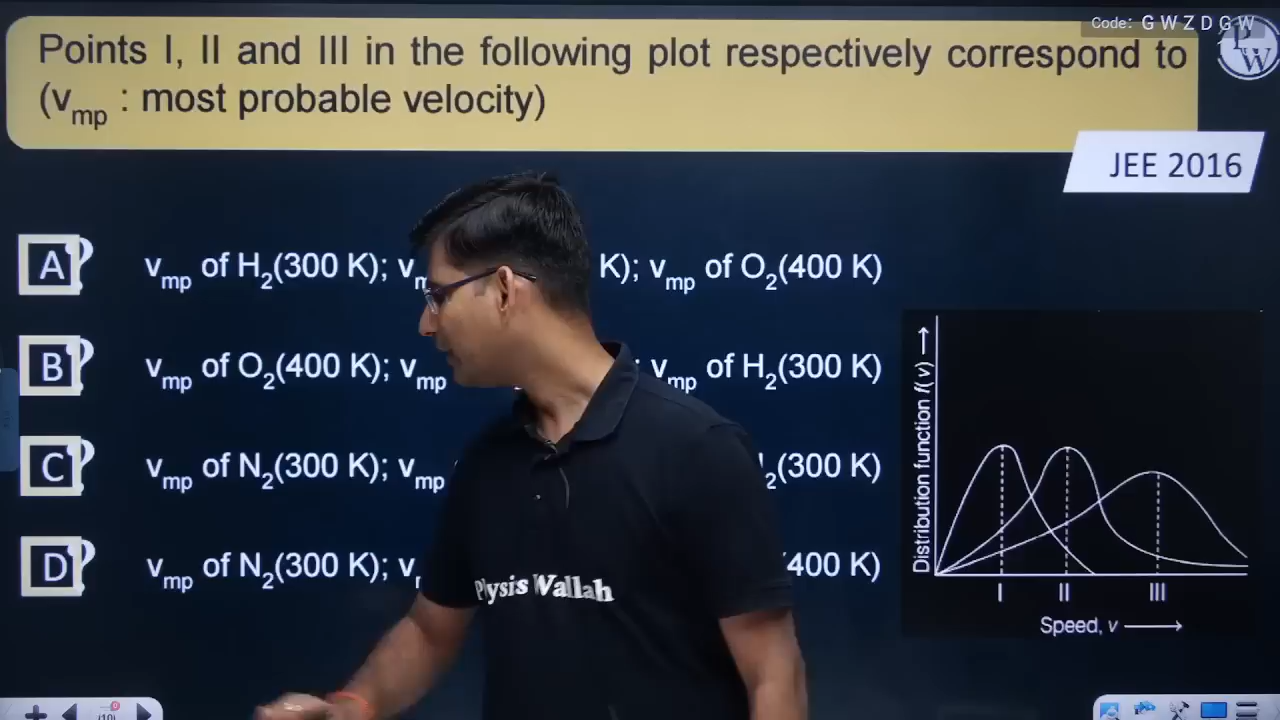 Code: G W Z D G W
Points I, II and III in the following plot respectively correspond to
(vmp : most probable velocity)
PW
JEE 2016
A vmp of H2(300 K); v K); vmp of O2(400 K)
B vmp of O2(400 K); vmp ; vmp of H2(300 K)
C vmp of N2(300 K); vmp 2(300 K)
D vmp of N2(300 K); v 400 K)
Distribution function f(v)
I II III
Speed, v
Physis Wallah